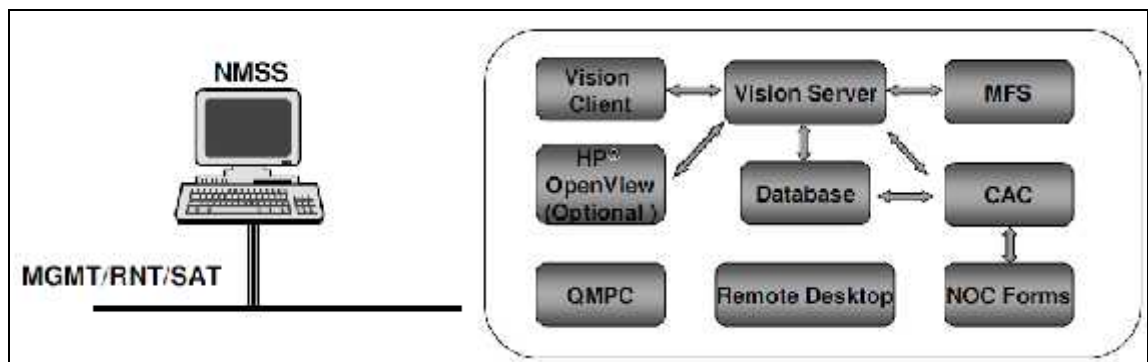 NMSS
MGMT/RNT/SAT
Vision
Client
Vision Server
MFS
HP®
OpenView
(Optional )
Database
CAC
QMPC
Remote Desktop
NOC Forms